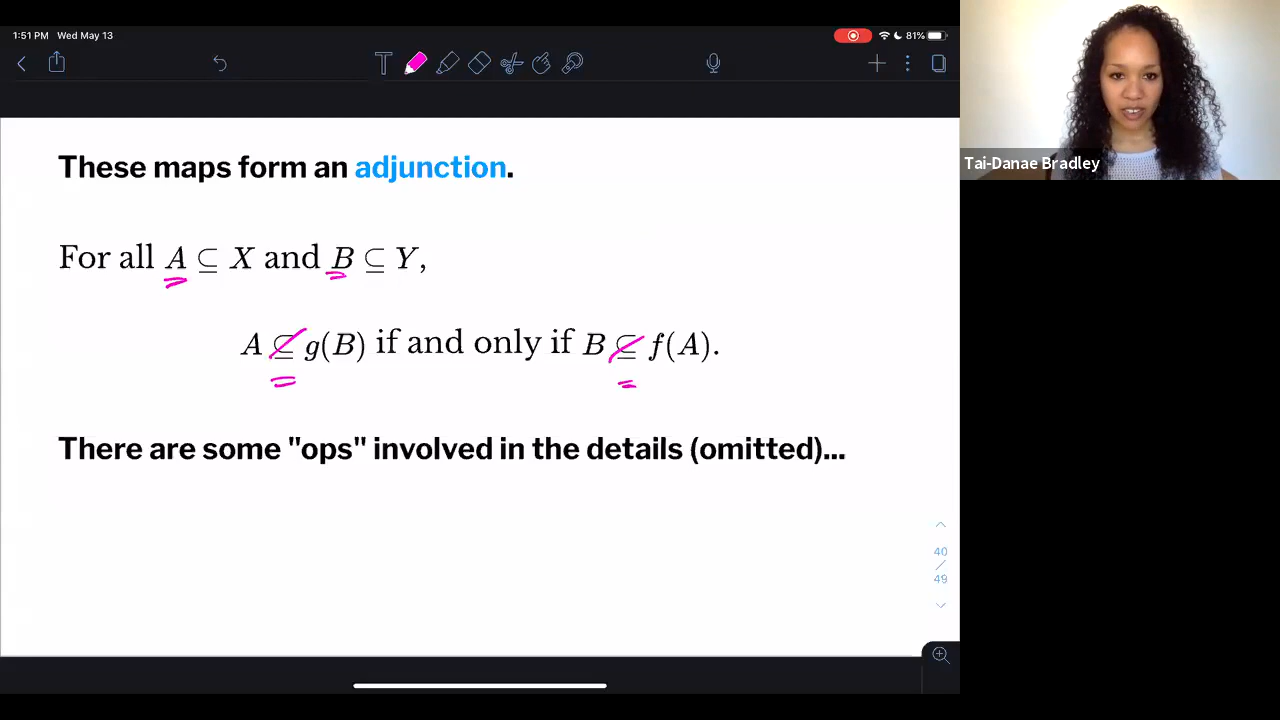 1:51 PM Wed May 13
81%
These maps form an adjunction.
Tai-Danae Bradley
For all A ⊆ X and B ⊆ Y,
A ⊆ g(B) if and only if B ⊆ f(A).
= =
There are some "ops" involved in the details (omitted)...
40
/
49